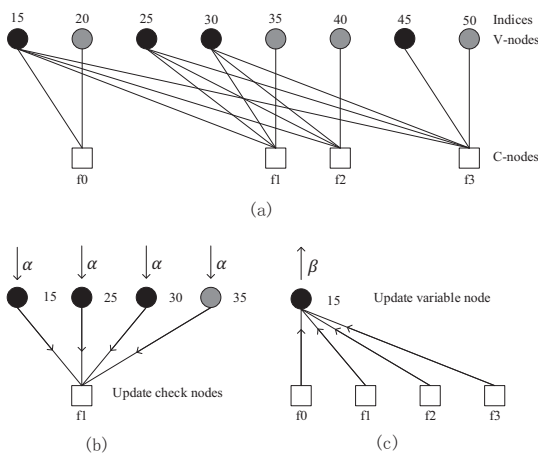 15 20 25 30 35 40 45 50 Indices
V-nodes
C-nodes
f0 f1 f2 f3
(a)
α α α α
15 25 30 35
Update check nodes
f1
(b)
β
15 Update variable node
f0 f1 f2 f3
(c)